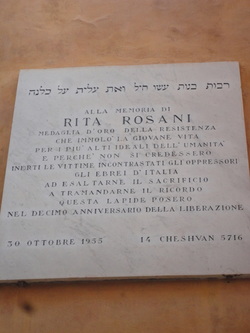 רבות בנות עשו חיל ואת עלית על כלנה
ALLA MEMORIA DI
RITA ROSANI
MEDAGLIA D'ORO DELLA RESISTENZA
CHE IMMOLÒ LA GIOVANE VITA
PER I PIÙ ALTI IDEALI DELL'UMANITÀ
E PERCHÈ NON SI CREDESSERO
INERTI LE VITTIME INCONTRASTATI GLI OPPRESSORI
GLI EBREI D'ITALIA
AD ESALTARNE IL SACRIFICIO
A TRAMANDARNE IL RICORDO
QUESTA LAPIDE POSERO
NEL DECIMO ANNIVERSARIO DELLA LIBERAZIONE
30 OTTOBRE 1955 14 CHESHVAN 5716